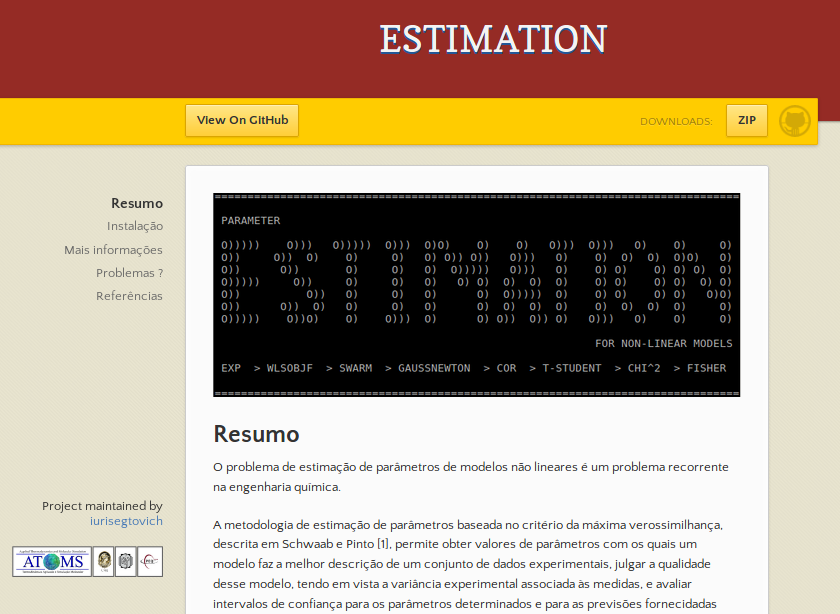 ESTIMATION
View On GitHub
DOWNLOADS:
ZIP
Resumo
Instalação
Mais informações
Problemas ?
Referências
Project maintained by
iurisegtovich
ATOMS
PARAMETER
ESTIMATION
FOR NON-LINEAR MODELS
EXP > WLSOBJF > SWARM > GAUSSNEWTON > COR > T-STUDENT > CHI^2 > FISHER
Resumo
O problema de estimação de parâmetros de modelos não lineares é um problema recorrente
na engenharia química.
A metodologia de estimação de parâmetros baseada no critério da máxima verossimilhança,
descrita em Schwaab e Pinto [1], permite obter valores de parâmetros com os quais um
modelo faz a melhor descrição de um conjunto de dados experimentais, julgar a qualidade
desse modelo, tendo em vista a variância experimental associada às medidas, e avaliar
intervalos de confiança para os parâmetros determinados e para as previsões fornecidas